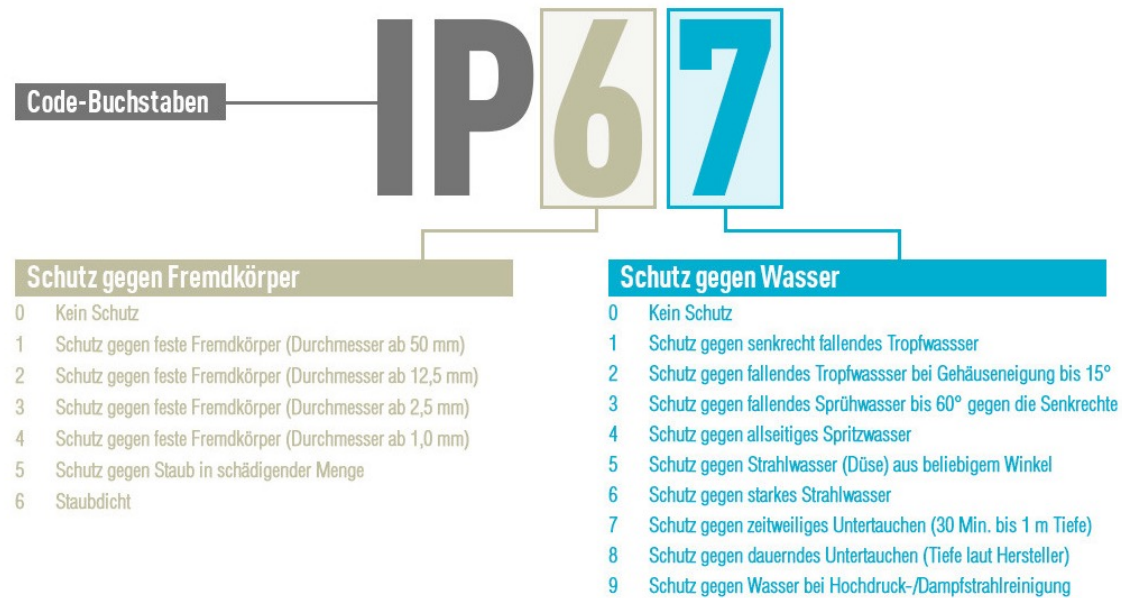 IP67
Code-Buchstaben
Schutz gegen Fremdkörper
0 Kein Schutz
1 Schutz gegen feste Fremdkörper (Durchmesser ab 50 mm)
2 Schutz gegen feste Fremdkörper (Durchmesser ab 12,5 mm)
3 Schutz gegen feste Fremdkörper (Durchmesser ab 2,5 mm)
4 Schutz gegen feste Fremdkörper (Durchmesser ab 1,0 mm)
5 Schutz gegen Staub in schädigender Menge
6 Staubdicht
Schutz gegen Wasser
0 Kein Schutz
1 Schutz gegen senkrecht fallendes Tropfwassser
2 Schutz gegen fallendes Tropfwassser bei Gehäuseneigung bis 15°
3 Schutz gegen fallendes Sprühwasser bis 60° gegen die Senkrechte
4 Schutz gegen allseitiges Spritzwasser
5 Schutz gegen Strahlwasser (Düse) aus beliebigem Winkel
6 Schutz gegen starkes Strahlwasser
7 Schutz gegen zeitweiliges Untertauchen (30 Min. bis 1 m Tiefe)
8 Schutz gegen dauerndes Untertauchen (Tiefe laut Hersteller)
9 Schutz gegen Wasser bei Hochdruck-/Dampfstrahlreinigung